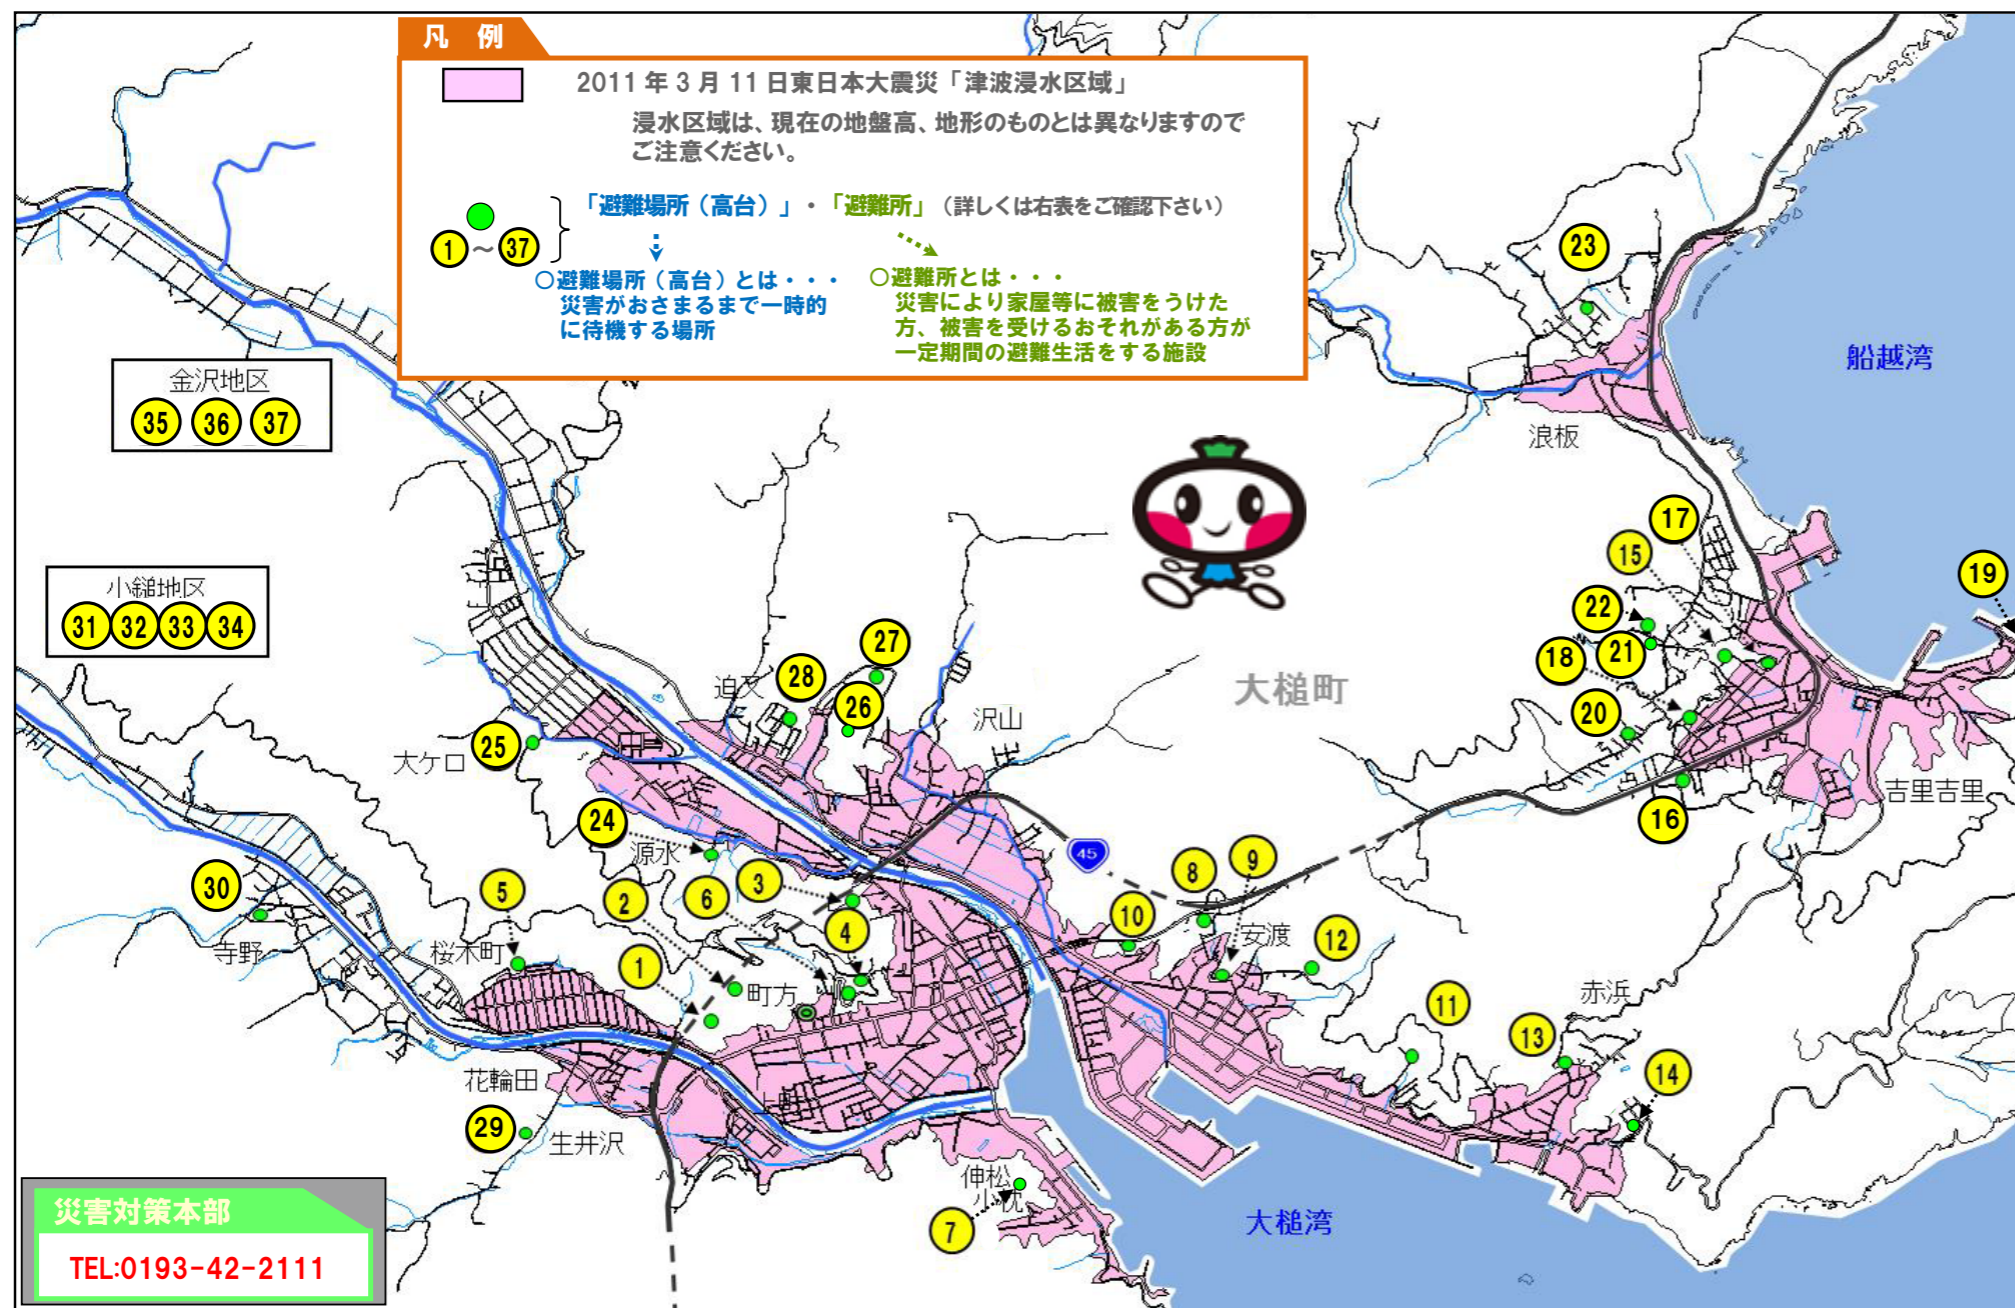 凡 例
2011年3月11日東日本大震災「津波浸水区域」
浸水区域は、現在の地盤高、地形のものとは異なりますので
ご注意ください。
「避難場所（高台）」・「避難所」（詳しくは右表をご確認下さい）
1～37
○避難場所（高台）とは・・・
災害がおさまるまで一時的
に待機する場所
○避難所とは・・・
災害により家屋等に被害をうけた
方、被害を受けるおそれがある方が
一定期間の避難生活をする施設
23
船越湾
金沢地区
35 36 37
浪板
17
15
19
小鎚地区
31 32 33 34
22
21
18
20
27
28
迫又
26
沢山
大槌町
25
大ケ口
吉里吉里
16
24
源水
45
30
5
2
6
3
4
8
9
10
安渡
12
寺野
桜木町
1
町方
11
赤浜
13
14
花輪田
29
生井沢
伸松
小枕
7
大槌湾
災害対策本部
TEL:0193-42-2111